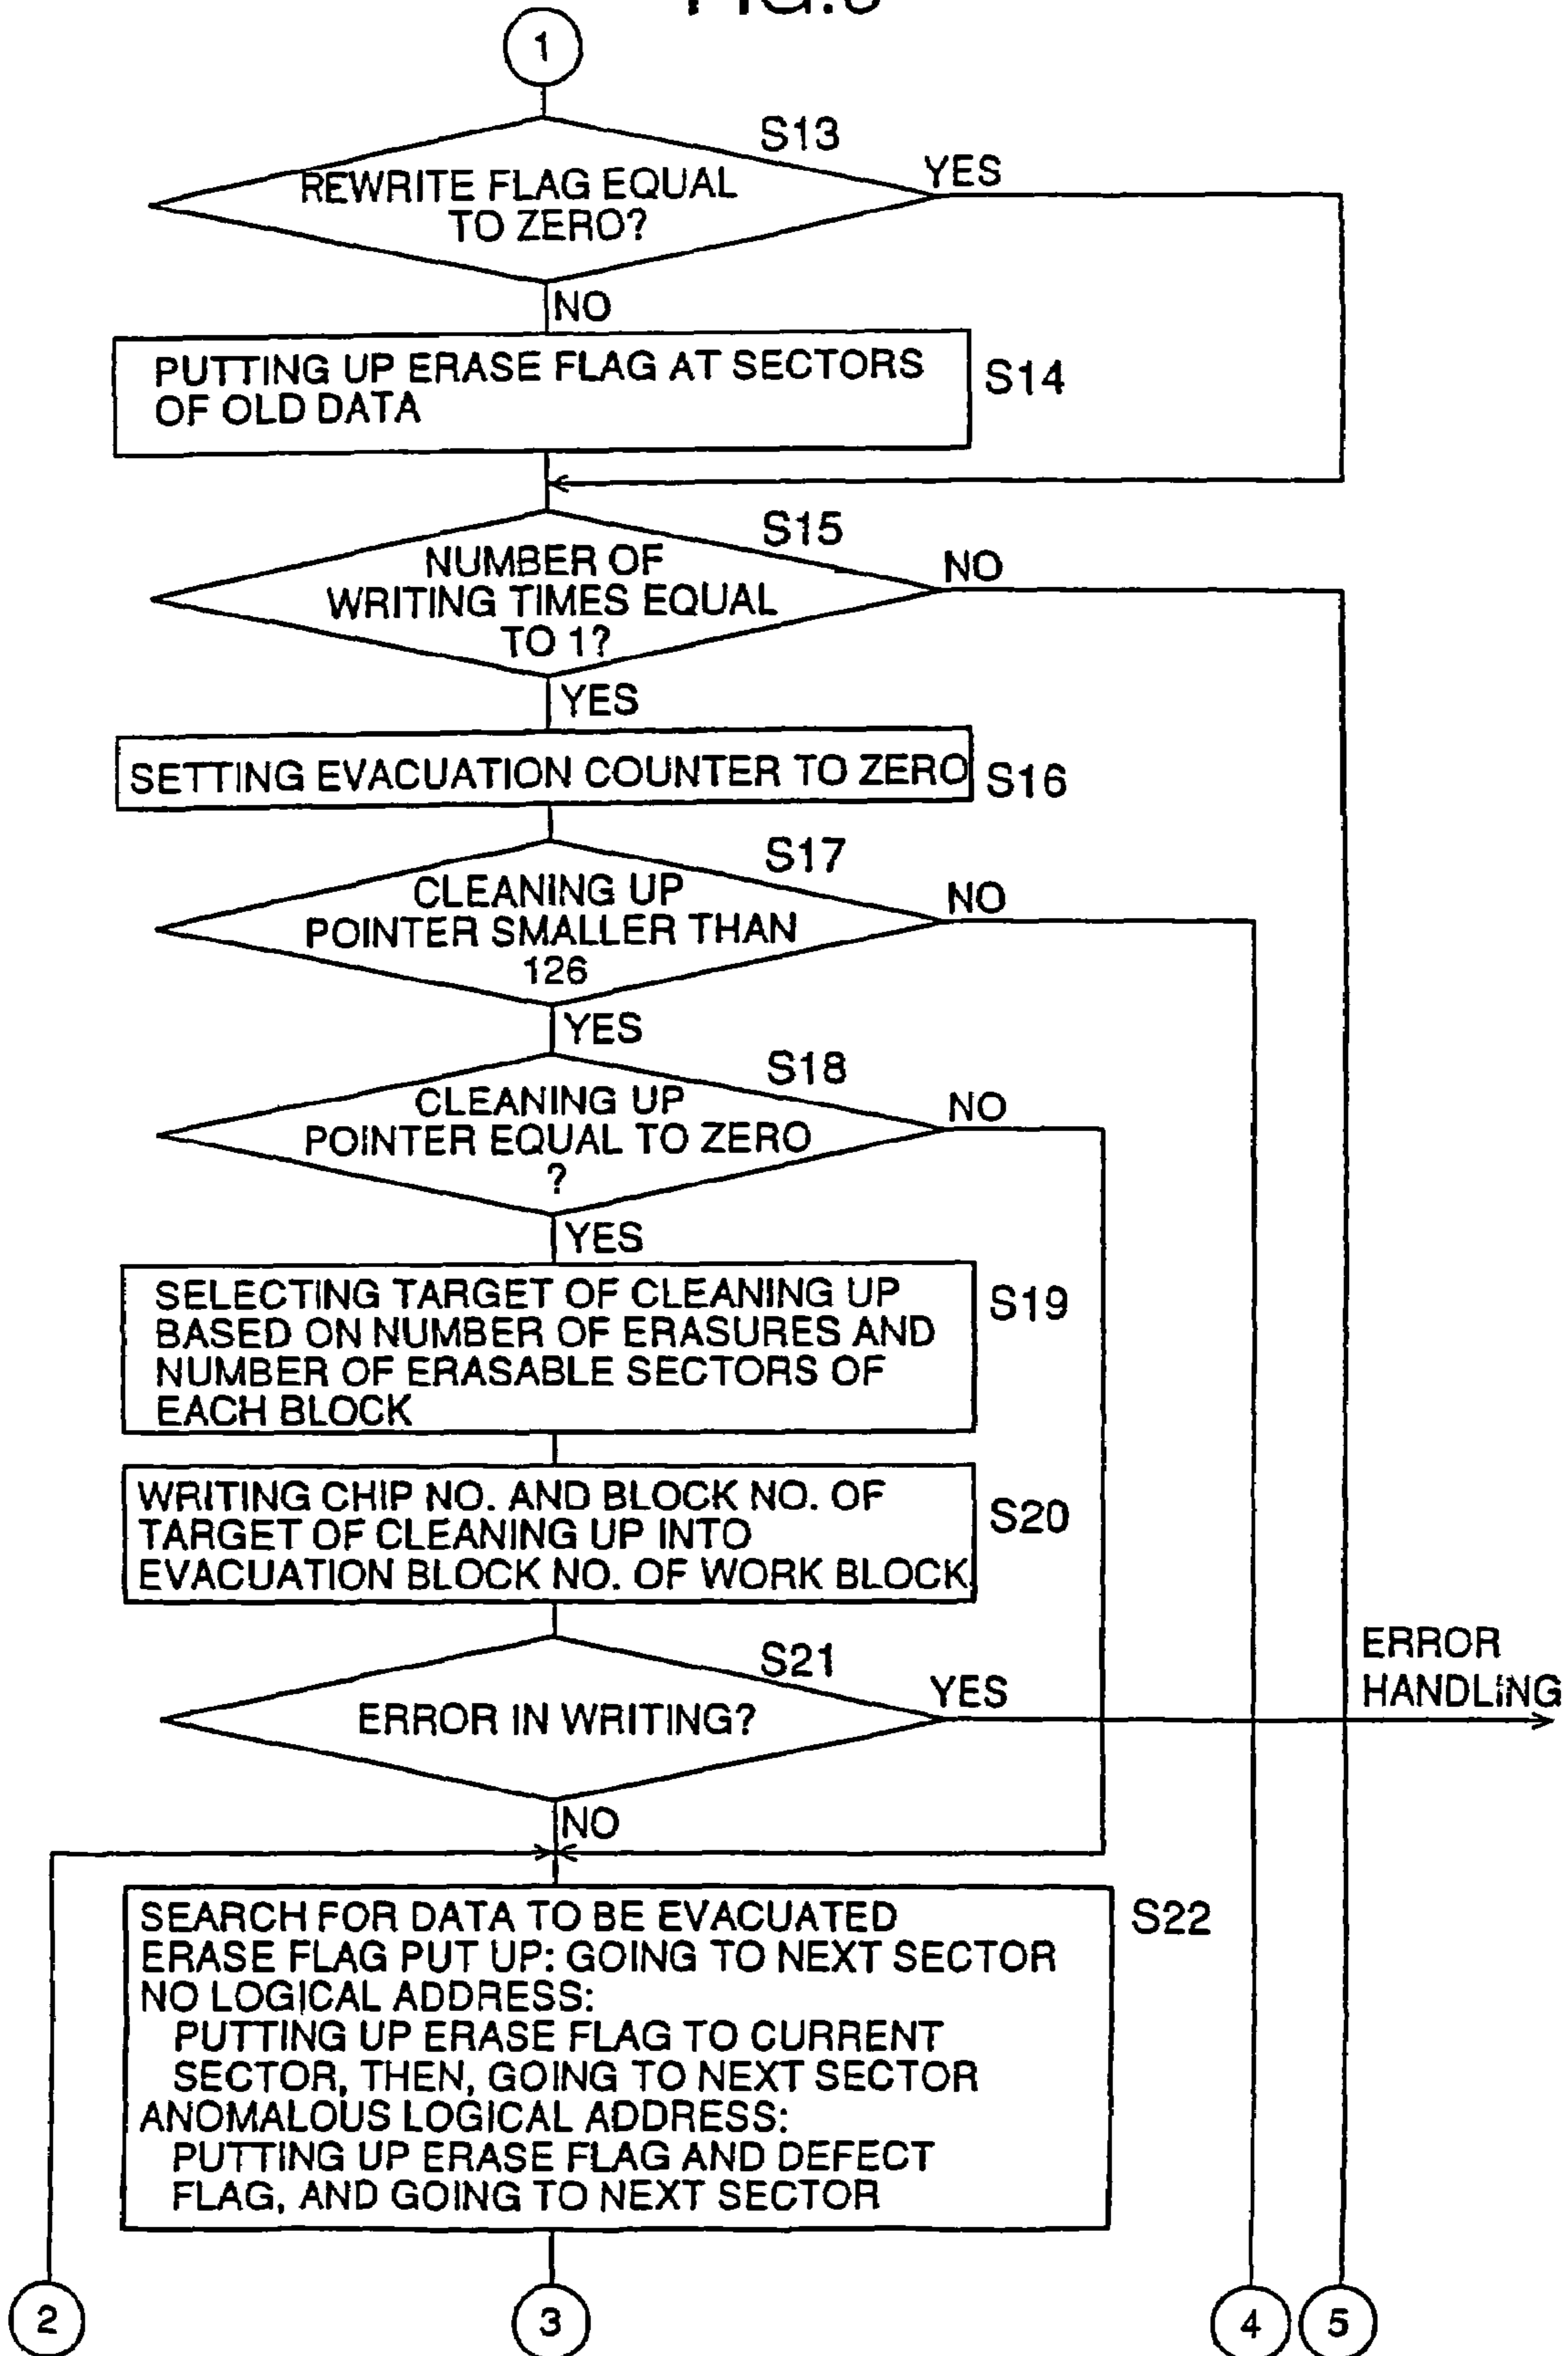 1
S13
REWRITE FLAG EQUAL
TO ZERO?
YES
NO
PUTTING UP ERASE FLAG AT SECTORS
OF OLD DATA
S14
S15
NUMBER OF
WRITING TIMES EQUAL
TO 1?
NO
YES
SETTING EVACUATION COUNTER TO ZERO
S16
S17
CLEANING UP
POINTER SMALLER THAN
126
NO
YES
S18
CLEANING UP
POINTER EQUAL TO ZERO
?
NO
YES
SELECTING TARGET OF CLEANING UP
BASED ON NUMBER OF ERASURES AND
NUMBER OF ERASABLE SECTORS OF
EACH BLOCK
S19
WRITING CHIP NO. AND BLOCK NO. OF
TARGET OF CLEANING UP INTO
EVACUATION BLOCK NO. OF WORK BLOCK
S20
S21
ERROR IN WRITING?
YES
ERROR
HANDLING
NO
SEARCH FOR DATA TO BE EVACUATED
ERASE FLAG PUT UP: GOING TO NEXT SECTOR
NO LOGICAL ADDRESS:
PUTTING UP ERASE FLAG TO CURRENT
SECTOR, THEN, GOING TO NEXT SECTOR
ANOMALOUS LOGICAL ADDRESS:
PUTTING UP ERASE FLAG AND DEFECT
FLAG, AND GOING TO NEXT SECTOR
S22
2
3
4
5